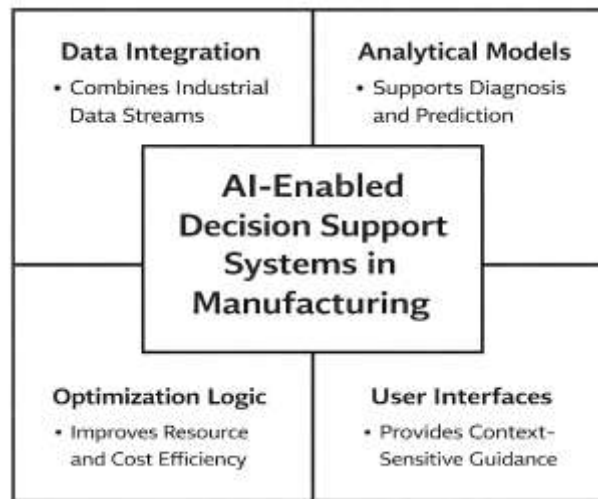 Data Integration
• Combines Industrial
Data Streams
Analytical Models
• Supports Diagnosis
and Prediction
AI-Enabled
Decision Support
Systems in
Manufacturing
Optimization Logic
• Improves Resource
and Cost Efficiency
User Interfaces
• Provides Context-
Sensitive Guidance